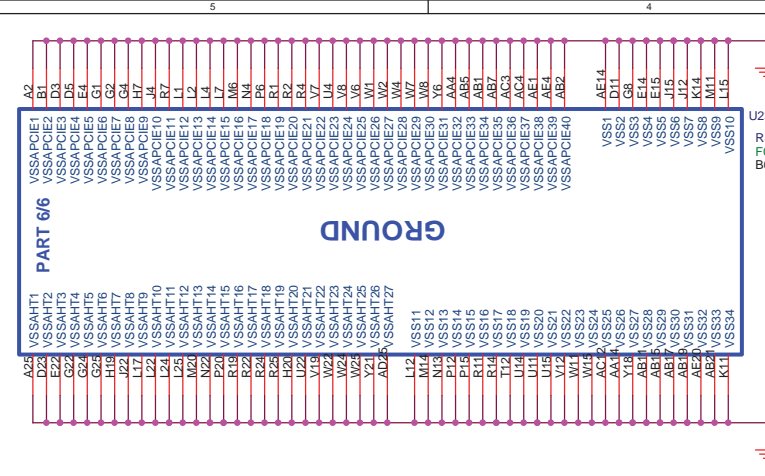 5 4
A2 B1 D3 D5 E4 G1 G2 G4 H7 J4 R7 L1 L2 L4 L7 M6 N4 P6 R1 R2 R4 V7 U4 V8 V6 W1 W2 W4 W7 W8 Y6 AA4 AB5 AB1 AB7 AC3 AC4 AE1 AE4 AB2 AE14 D11 G8 E14 E15 J15 J12 K14 M11 L15
VSSAPCIE1 VSSAPCIE2 VSSAPCIE3 VSSAPCIE4 VSSAPCIE5 VSSAPCIE6 VSSAPCIE7 VSSAPCIE8 VSSAPCIE9 VSSAPCIE10 VSSAPCIE11 VSSAPCIE12 VSSAPCIE13 VSSAPCIE14 VSSAPCIE15 VSSAPCIE16 VSSAPCIE17 VSSAPCIE18 VSSAPCIE19 VSSAPCIE20 VSSAPCIE21 VSSAPCIE22 VSSAPCIE23 VSSAPCIE24 VSSAPCIE25 VSSAPCIE26 VSSAPCIE27 VSSAPCIE28 VSSAPCIE29 VSSAPCIE30 VSSAPCIE31 VSSAPCIE32 VSSAPCIE33 VSSAPCIE34 VSSAPCIE35 VSSAPCIE36 VSSAPCIE37 VSSAPCIE38 VSSAPCIE39 VSSAPCIE40 VSS1 VSS2 VSS3 VSS4 VSS5 VSS6 VSS7 VSS8 VSS9 VSS10
U2
PART 6/6
GROUND
VSSAHT1 VSSAHT2 VSSAHT3 VSSAHT4 VSSAHT5 VSSAHT6 VSSAHT7 VSSAHT8 VSSAHT9 VSSAHT10 VSSAHT11 VSSAHT12 VSSAHT13 VSSAHT14 VSSAHT15 VSSAHT16 VSSAHT17 VSSAHT18 VSSAHT19 VSSAHT20 VSSAHT21 VSSAHT22 VSSAHT23 VSSAHT24 VSSAHT25 VSSAHT26 VSSAHT27 VSS11 VSS12 VSS13 VSS14 VSS15 VSS16 VSS17 VSS18 VSS19 VSS20 VSS21 VSS22 VSS23 VSS24 VSS25 VSS26 VSS27 VSS28 VSS29 VSS30 VSS31 VSS32 VSS33 VSS34
A25 D23 E22 G22 G24 G25 H19 J22 L17 L22 L24 L25 M20 N22 P20 R19 R22 R24 R25 H20 U22 V19 W22 W24 W25 Y21 AD25 L12 M14 N13 P12 P15 R11 R14 T12 U14 U11 U15 V12 W11 W15 AC12 AA14 Y18 AB11 AB15 AB17 AB19 AE20 AB21 K11